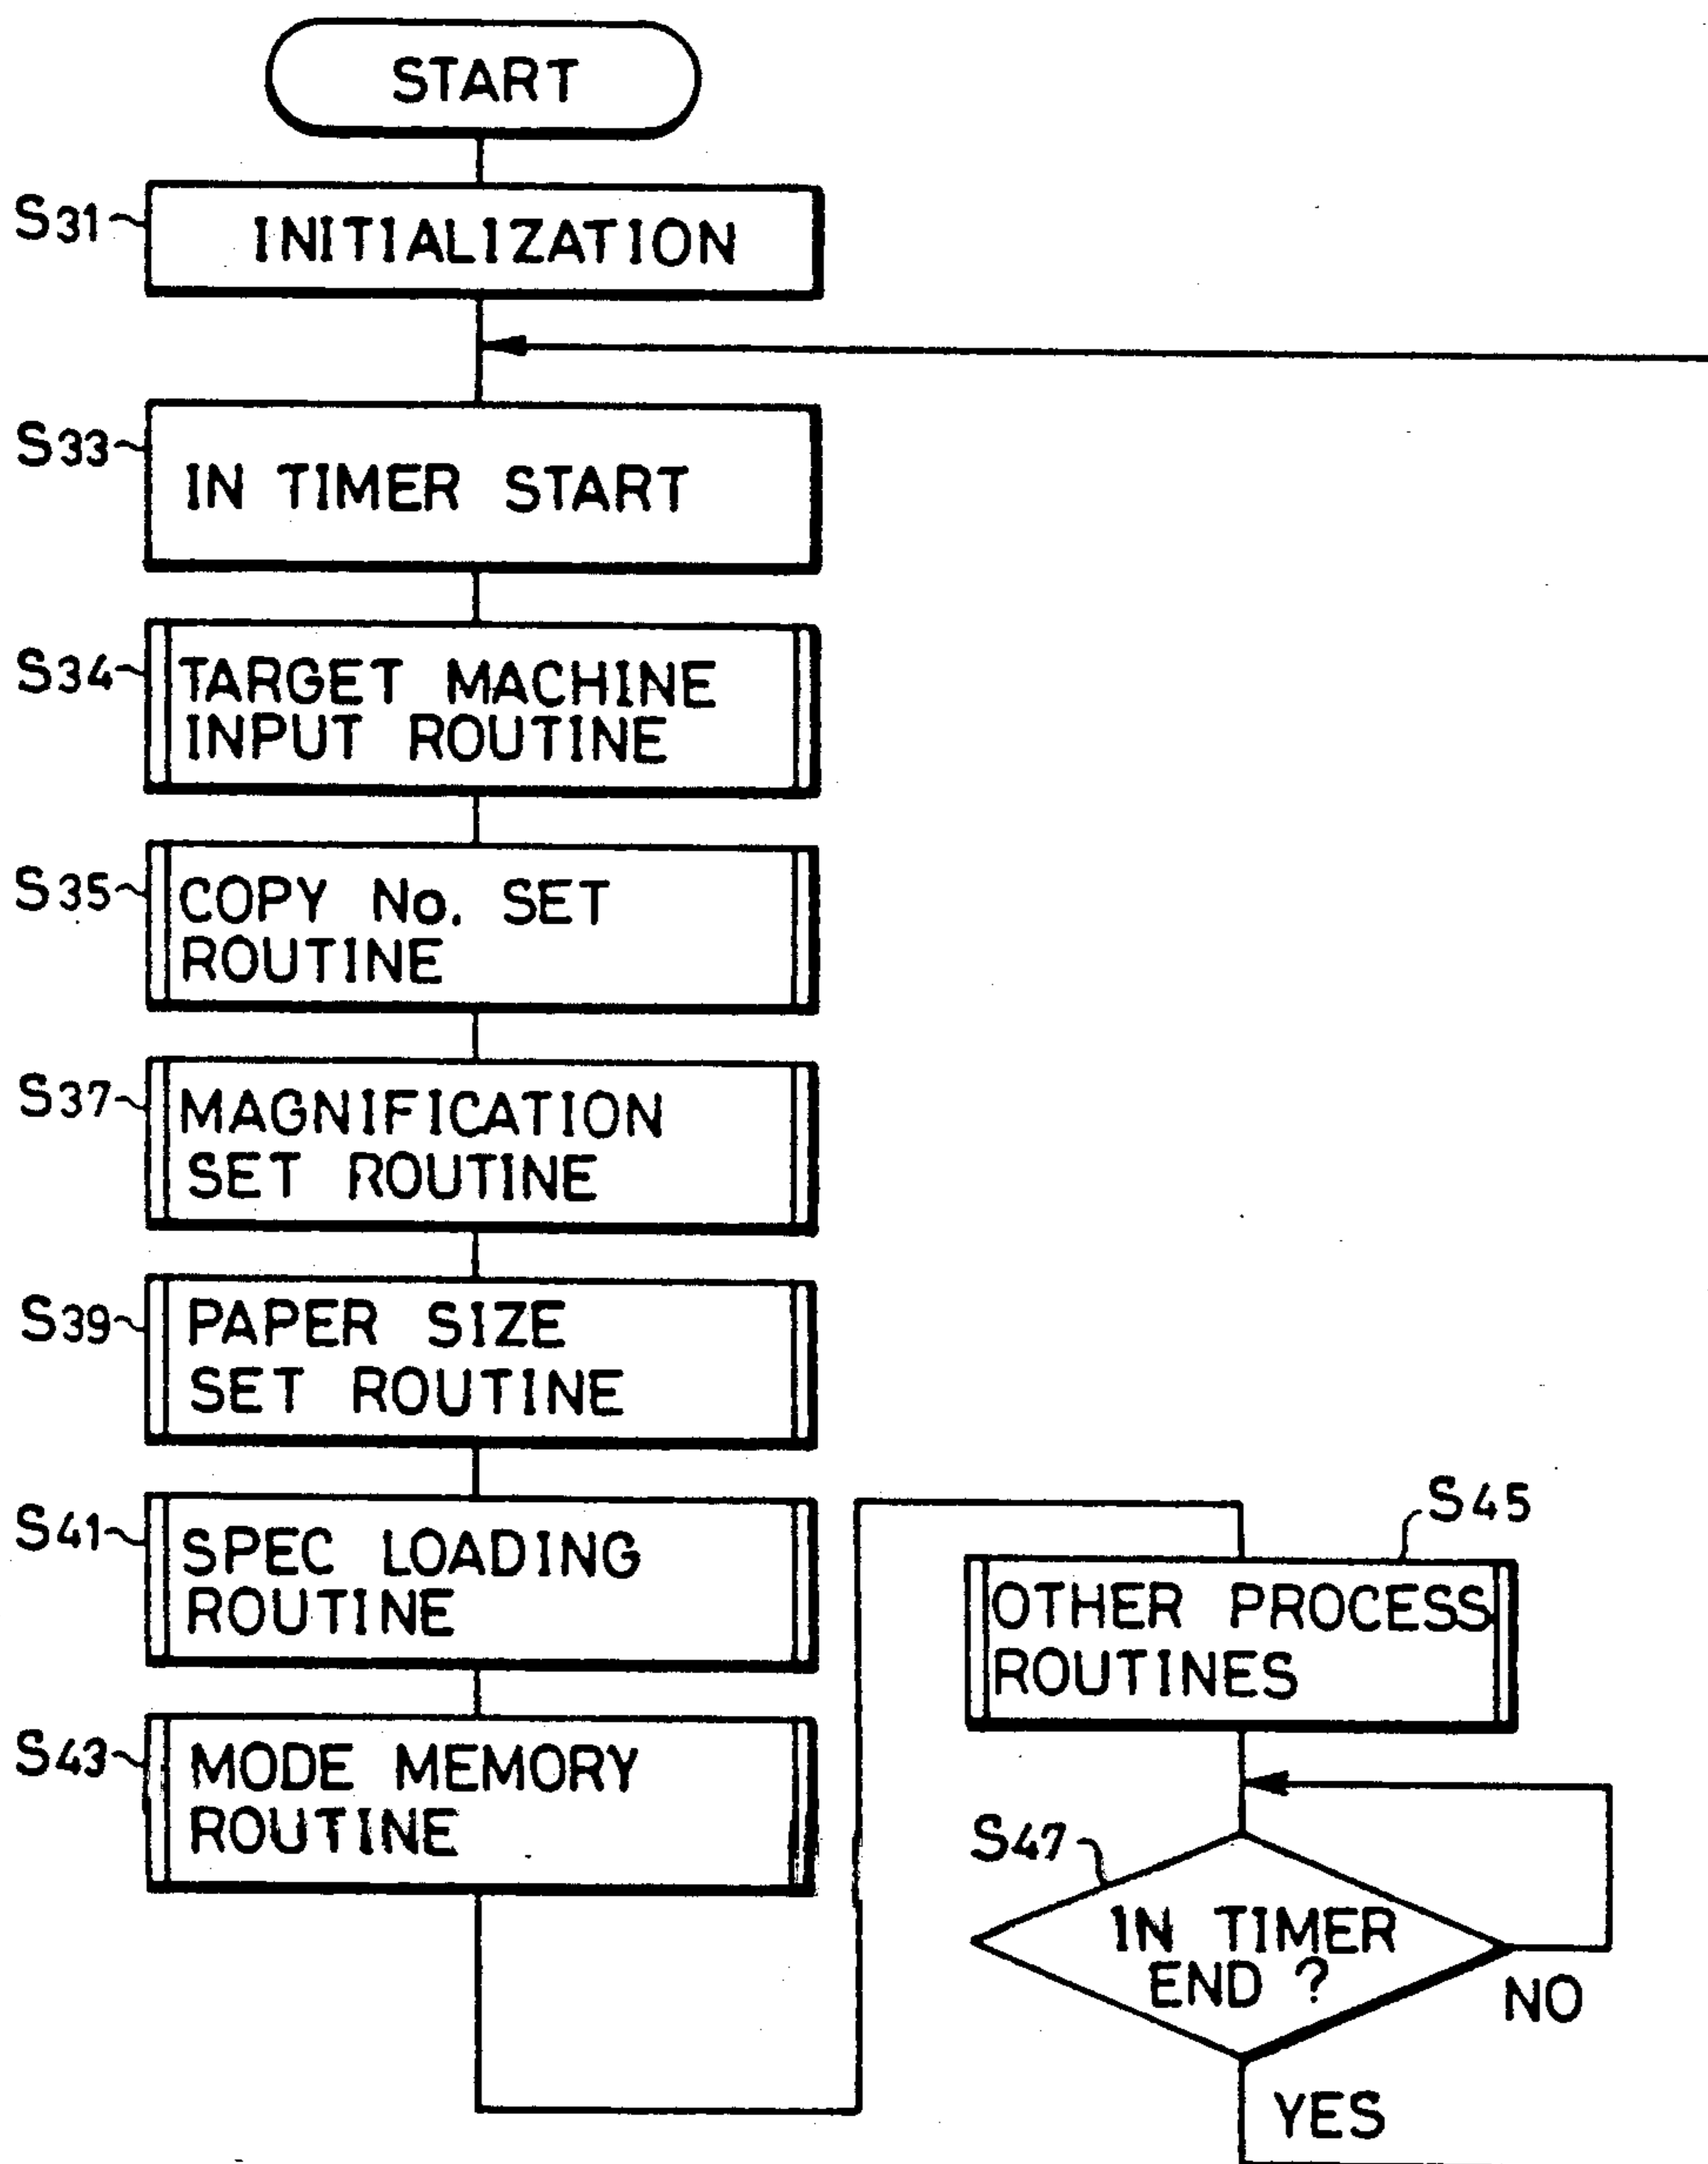 START
S31
INITIALIZATION
S33
IN TIMER START
S34
TARGET MACHINE
INPUT ROUTINE
S35
COPY No. SET
ROUTINE
S37
MAGNIFICATION
SET ROUTINE
S39
PAPER SIZE
SET ROUTINE
S41
SPEC LOADING
ROUTINE
S43
MODE MEMORY
ROUTINE
S45
OTHER PROCESS
ROUTINES
S47
IN TIMER
END ?
NO
YES